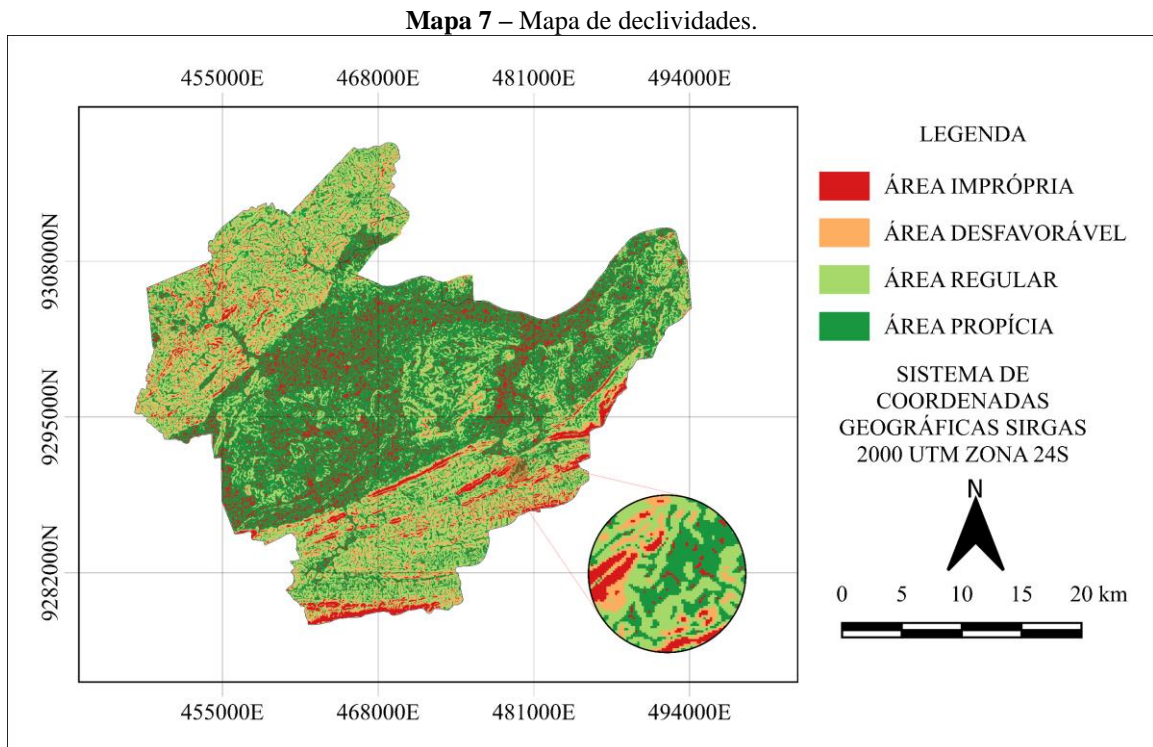 Mapa 7 – Mapa de declividades.
455000E 468000E 481000E 494000E
9308000N
9295000N
9282000N
455000E 468000E 481000E 494000E
LEGENDA
ÁREA IMPRÓPRIA
ÁREA DESFAVORÁVEL
ÁREA REGULAR
ÁREA PROPÍCIA
SISTEMA DE
COORDENADAS
GEOGRÁFICAS SIRGAS
2000 UTM ZONA 24S
N
0 5 10 15 20 km